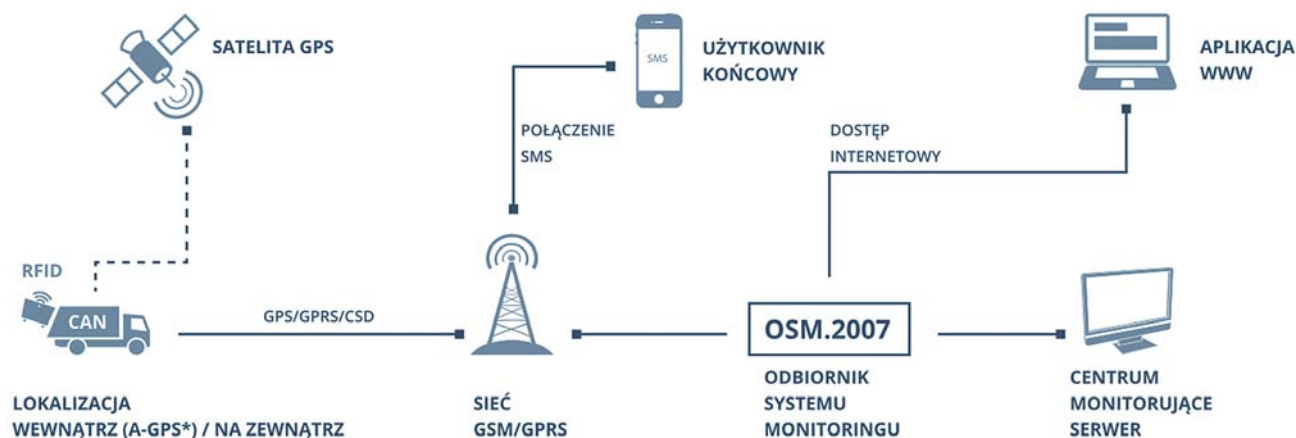 SATELITA GPS
SMS
UŻYTKOWNIK
KOŃCOWY
APLIKACJA
WWW
POŁĄCZENIE
SMS
DOSTĘP
INTERNETOWY
RFID
CAN
GPS/GPRS/CSD
OSM.2007
LOKALIZACJA
WEWNĄTRZ (A-GPS*) / NA ZEWNĄTRZ
SIEĆ
GSM/GPRS
ODBIORNIK
SYSTEMU
MONITORINGU
CENTRUM
MONITORUJĄCE
SERWER